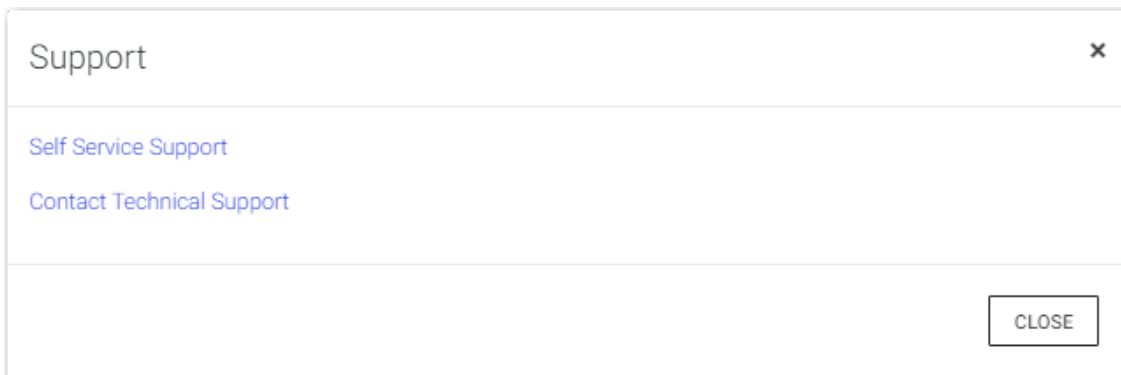 Support
Self Service Support
Contact Technical Support
CLOSE